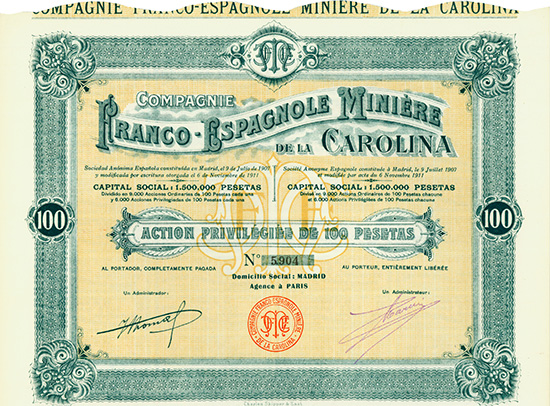 COMPAGNIE FRANCO-ESPAGNOLE MINIÈRE DE LA CAROLINA
COMPAGNIE
FRANCO-ESPAGNOLE MINIÈRE
DE LA CAROLINA
Sociedad Anónima Española constituída en Madrid, el 9 de Julio de 1907
y modificada por escritura otorgada el 6 de Noviembre de 1911
CAPITAL SOCIAL: 1.500.000 PESETAS
Dividido en 9.000 Acciones Ordinarias de 100 Pesetas cada una
y 6.000 Acciones Privilegiadas de 100 Pesetas cada una
Société Anonyme Espagnole constituée à Madrid, le 9 Juillet 1907
et modifiée par acte du 6 Novembre 1911
CAPITAL SOCIAL: 1.500.000 PESETAS
Divisé en 9.000 Actions Ordinaires de 100 Pesetas chacune
et 6.000 Actions Privilégiées de 100 Pesetas chacune
100
100
ACTION PRIVILÉGIÉE DE 100 PESETAS
N° 5,904
AL PORTADOR, COMPLETAMENTE PAGADA
AU PORTEUR, ENTIÈREMENT LIBÉRÉE
Domicilio Social: MADRID
Agence à PARIS
Un Administrador:
Un Administrateur:
COMPAGNIE FRANCO-ESPAGNOLE MINIÈRE
DE LA CAROLINA